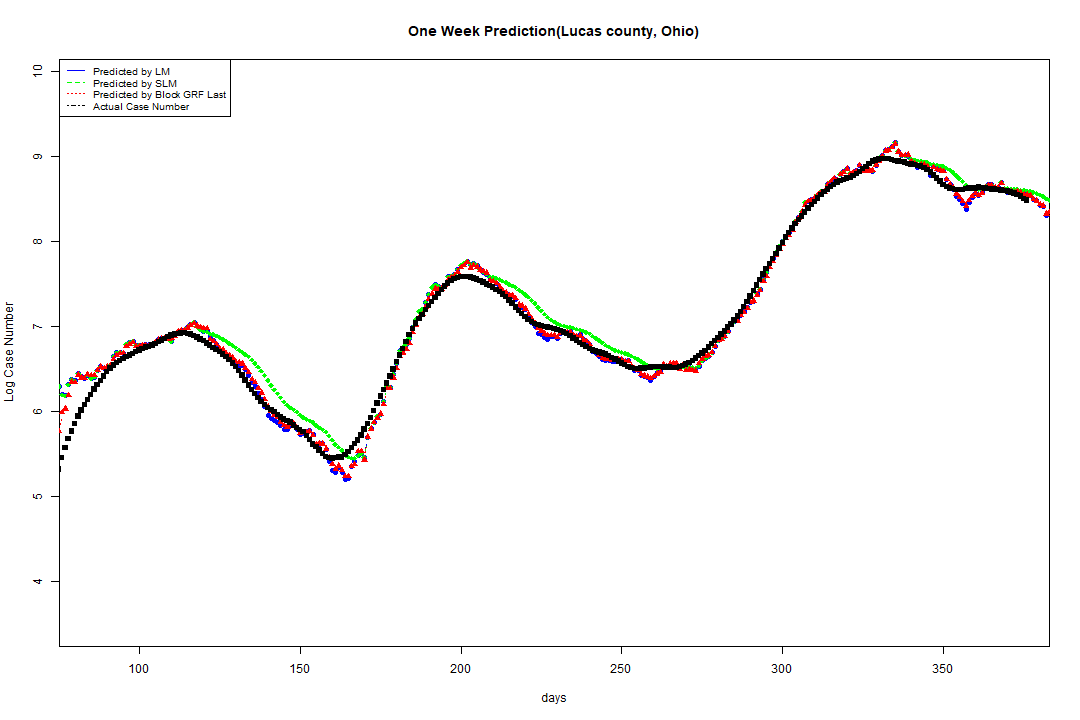 One Week Prediction(Lucas county, Ohio)
Predicted by LM
Predicted by SLM
Predicted by Block GRF Last
Actual Case Number
10
9
8
7
6
5
4
Log Case Number
100 150 200 250 300 350
days